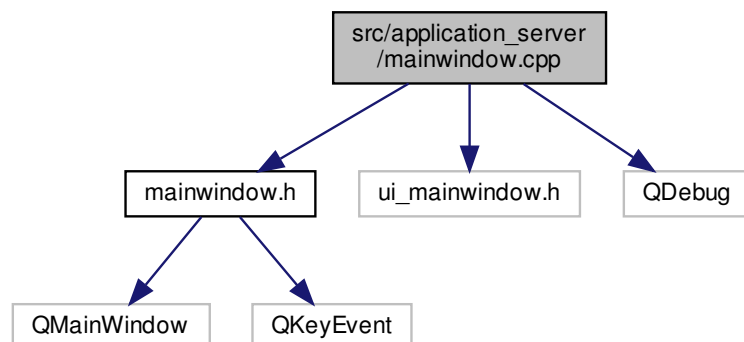 src/application_server
/mainwindow.cpp
mainwindow.h
ui_mainwindow.h
QDebug
QMainWindow
QKeyEvent